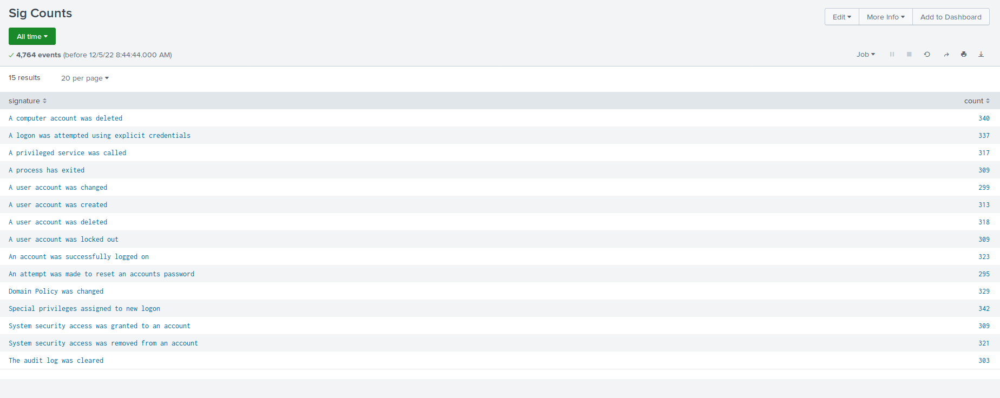 Sig Counts
Edit More Info Add to Dashboard
All time
4,764 events (before 12/5/22 8:44:44.000 AM)
Job
15 results 20 per page
signature count
A computer account was deleted 340
A logon was attempted using explicit credentials 337
A privileged service was called 317
A process has exited 309
A user account was changed 299
A user account was created 313
A user account was deleted 318
A user account was locked out 309
An account was successfully logged on 323
An attempt was made to reset an accounts password 295
Domain Policy was changed 329
Special privileges assigned to new logon 342
System security access was granted to an account 309
System security access was removed from an account 321
The audit log was cleared 303